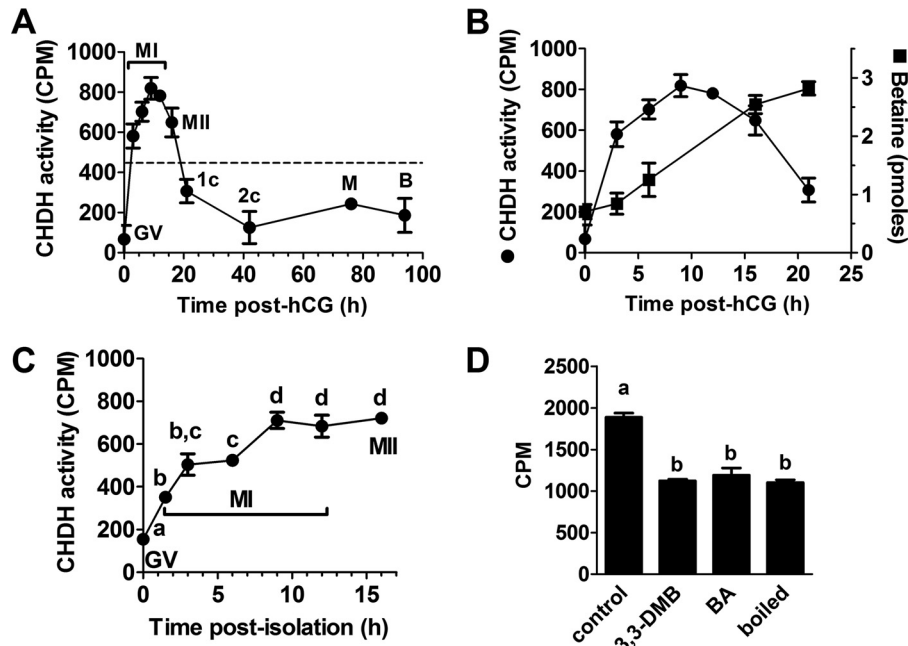 A
CHDH activity (CPM)
1000
800
600
400
200
0
MI
MII
GV
1c
2c
M
B
0 20 40 60 80 100
Time post-hCG (h)
B
CHDH activity (CPM)
1000
800
600
400
200
0
3
2
1
0
Betaine (pmoles)
0 5 10 15 20 25
Time post-hCG (h)
C
CHDH activity (CPM)
1000
800
600
400
200
0
GV
a
b
b,c
c
d
d
d
MI
MII
0 5 10 15
Time post-isolation (h)
D
CPM
2500
2000
1500
1000
500
0
a
b
b
b
control
3,3-DMB
BA
boiled